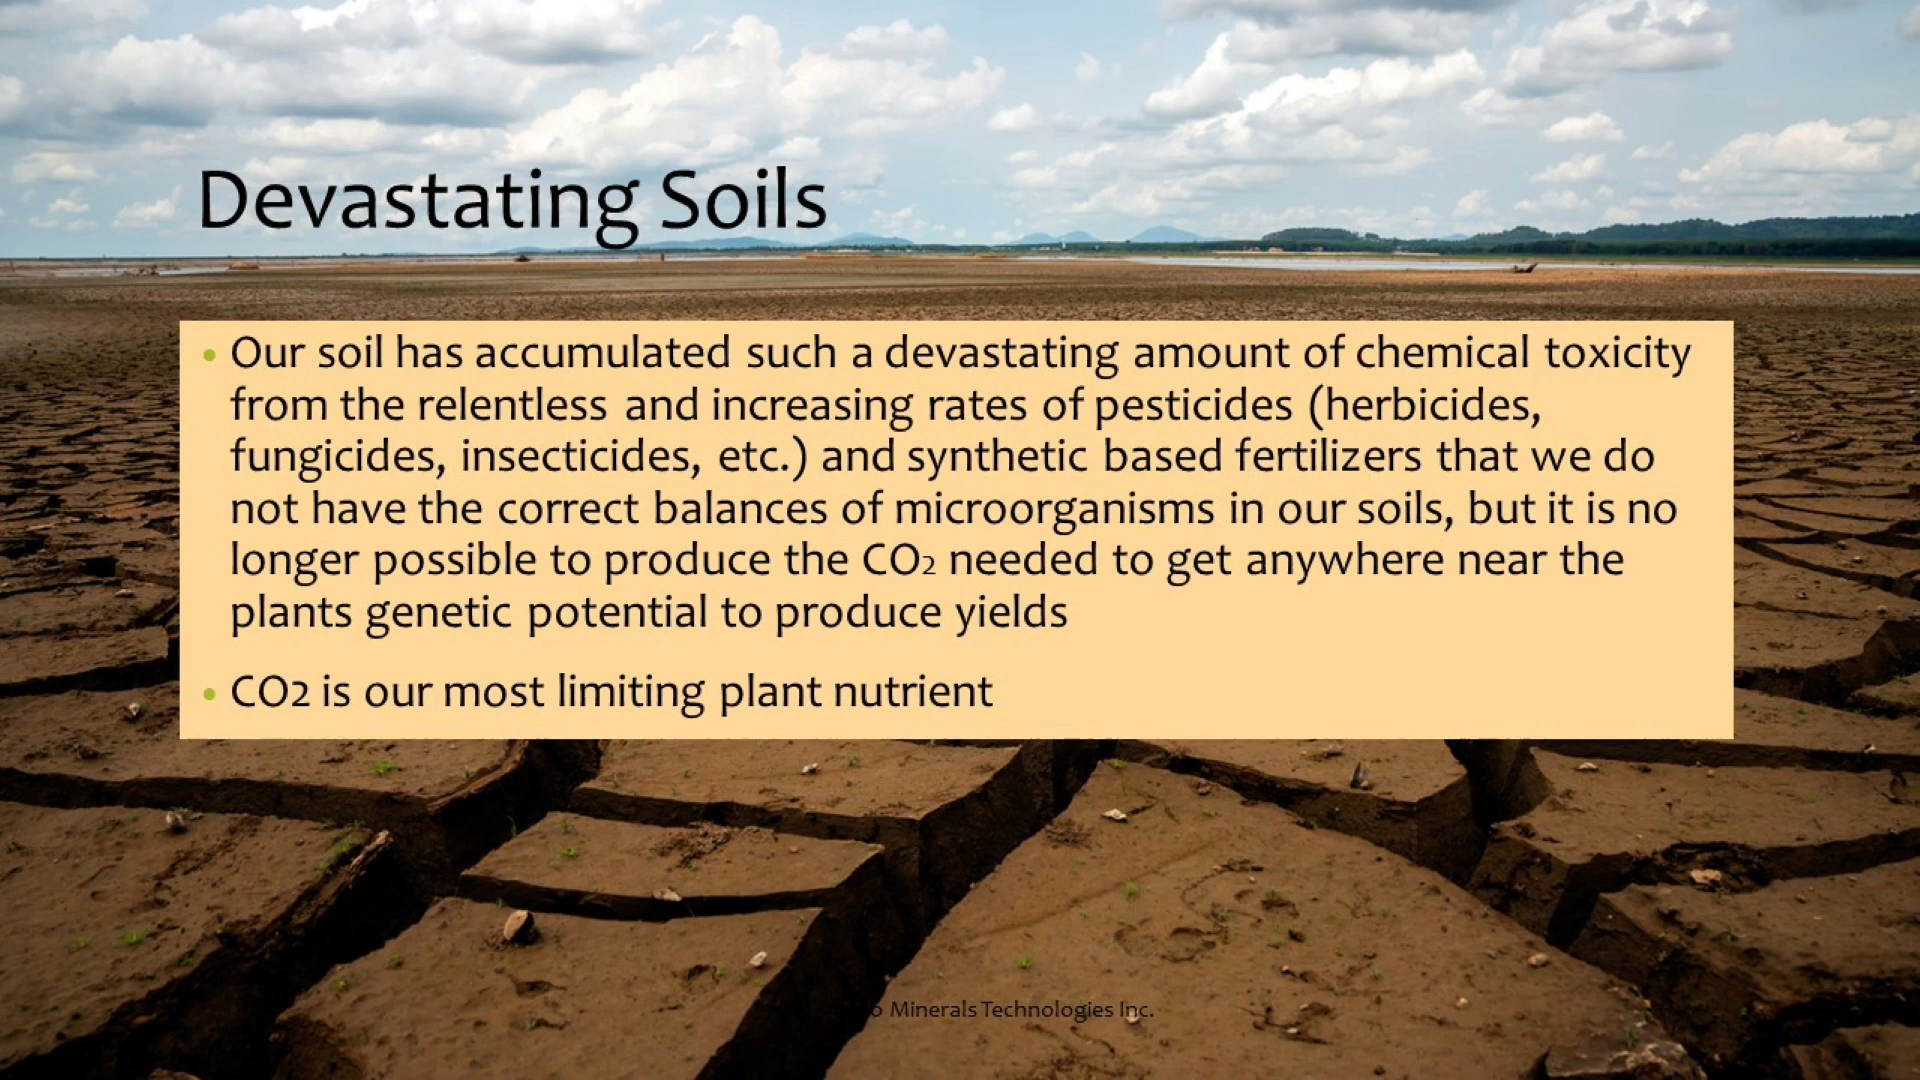 Devastating Soils
• Our soil has accumulated such a devastating amount of chemical toxicity
from the relentless and increasing rates of pesticides (herbicides,
fungicides, insecticides, etc.) and synthetic based fertilizers that we do
not have the correct balances of microorganisms in our soils, but it is no
longer possible to produce the CO₂ needed to get anywhere near the
plants genetic potential to produce yields
• CO2 is our most limiting plant nutrient
Minerals Technologies Inc.